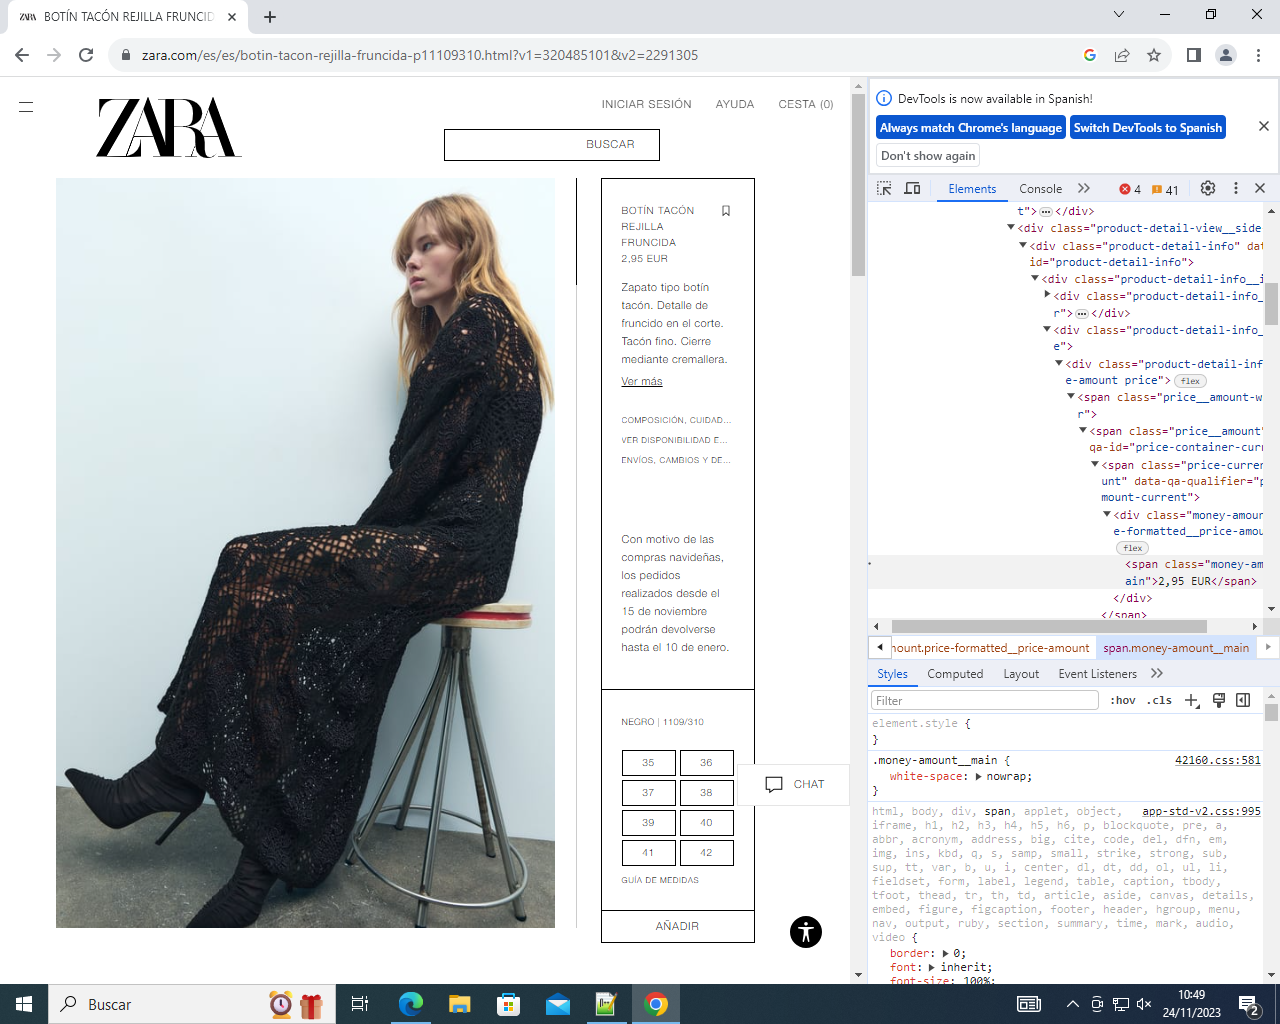 ZARA BOTÍN TACÓN REJILLA FRUNCID
zara.com/es/es/botin-tacon-rejilla-fruncida-p11109310.html?v1=320485101&v2=2291305
ZARA
INICIAR SESIÓN
AYUDA
CESTA (0)
BUSCAR
BOTÍN TACÓN
REJILLA
FRUNCIDA
2,95 EUR
Zapato tipo botín
tacón. Detalle de
fruncido en el corte.
Tacón fino. Cierre
mediante cremallera.
Ver más
COMPOSICIÓN, CUIDAD...
VER DISPONIBILIDAD E...
ENVÍOS, CAMBIOS Y DE...
Con motivo de las
compras navideñas,
los pedidos
realizados desde el
15 de noviembre
podrán devolverse
hasta el 10 de enero.
NEGRO | 1109/310
35 36
37 38
39 40
41 42
GUÍA DE MEDIDAS
AÑADIR
CHAT
DevTools is now available in Spanish!
Always match Chrome's language
Switch DevTools to Spanish
Don't show again
Elements
Console
4
41
t">…</div>
<div class="product-detail-view__side
<div class="product-detail-info" dat
id="product-detail-info">
<div class="product-detail-info__i
<div class="product-detail-info_
r">…</div>
<div class="product-detail-info_
e">
<div class="product-detail-inf
e-amount price"> flex
<span class="price__amount-w
r">
<span class="price__amount"
qa-id="price-container-curr
<span class="price-curren
unt" data-qa-qualifier="p
mount-current">
<div class="money-amoun
e-formatted__price-amou
flex
<span class="money-am
ain">2,95 EUR</span>
</div>
</span>
nount.price-formatted__price-amount
span.money-amount__main
Styles
Computed
Layout
Event Listeners
Filter
:hov
.cls
element.style {
}
.money-amount__main {
42160.css:581
white-space: nowrap;
}
html, body, div, span, applet, object,
app-std-v2.css:995
iframe, h1, h2, h3, h4, h5, h6, p, blockquote, pre, a,
abbr, acronym, address, big, cite, code, del, dfn, em,
img, ins, kbd, q, s, samp, small, strike, strong, sub,
sup, tt, var, b, u, i, center, dl, dt, dd, ol, ul, li,
fieldset, form, label, legend, table, caption, tbody,
tfoot, thead, tr, th, td, article, aside, canvas, details,
embed, figure, figcaption, footer, header, hgroup, menu,
nav, output, ruby, section, summary, time, mark, audio,
video {
border: 0;
font: inherit;
font-size: 100%;
Buscar
10:49
24/11/2023
2